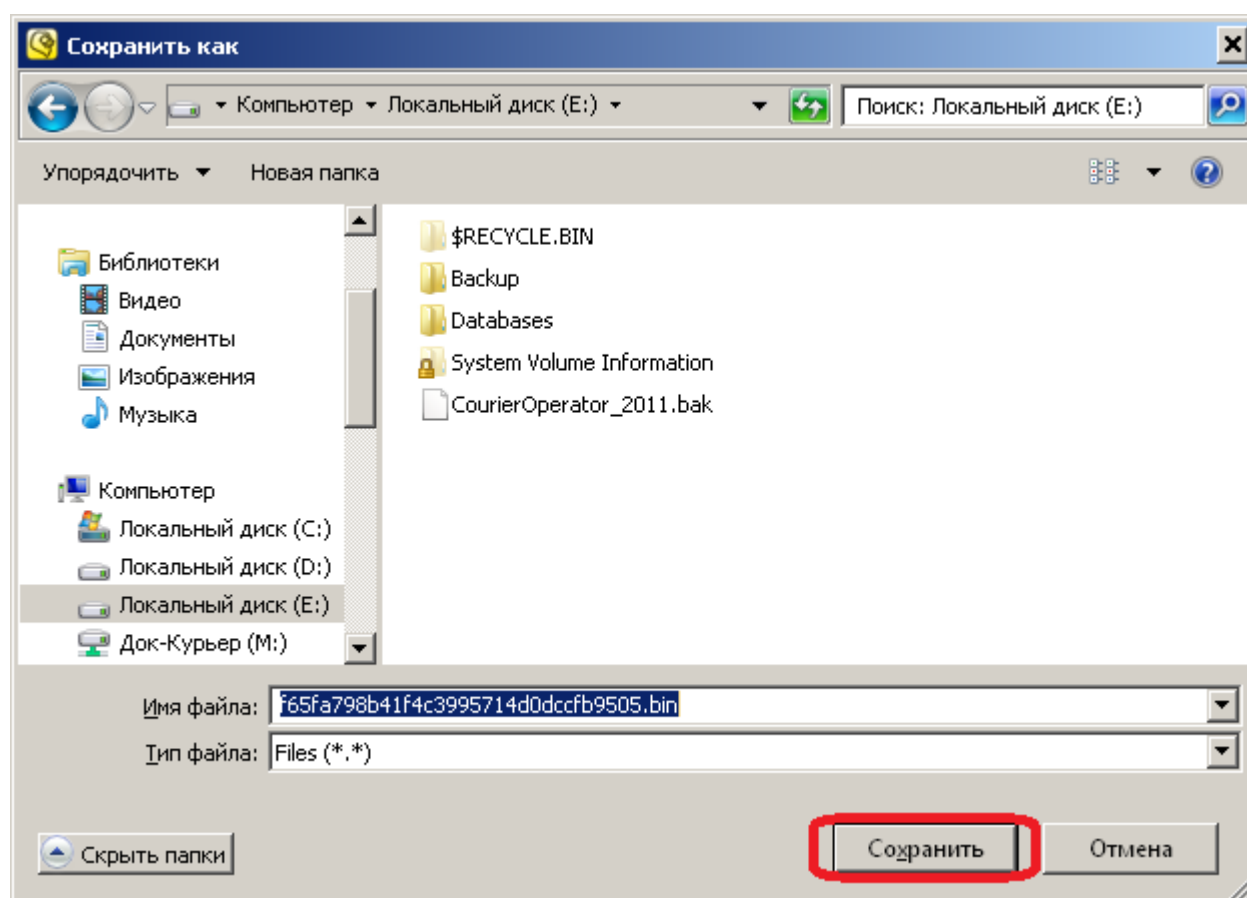 Сохранить как
Компьютер Локальный диск (E:)
Поиск: Локальный диск (E:)
Упорядочить
Новая папка
Библиотеки
Видео
Документы
Изображения
Музыка
Компьютер
Локальный диск (C:)
Локальный диск (D:)
Локальный диск (E:)
Док-Курьер (M:)
$RECYCLE.BIN
Backup
Databases
System Volume Information
CourierOperator_2011.bak
Имя файла: f65fa798b41f4c3995714d0dccfb9505.bin
Тип файла: Files (*.*)
Скрыть папки
Сохранить
Отмена